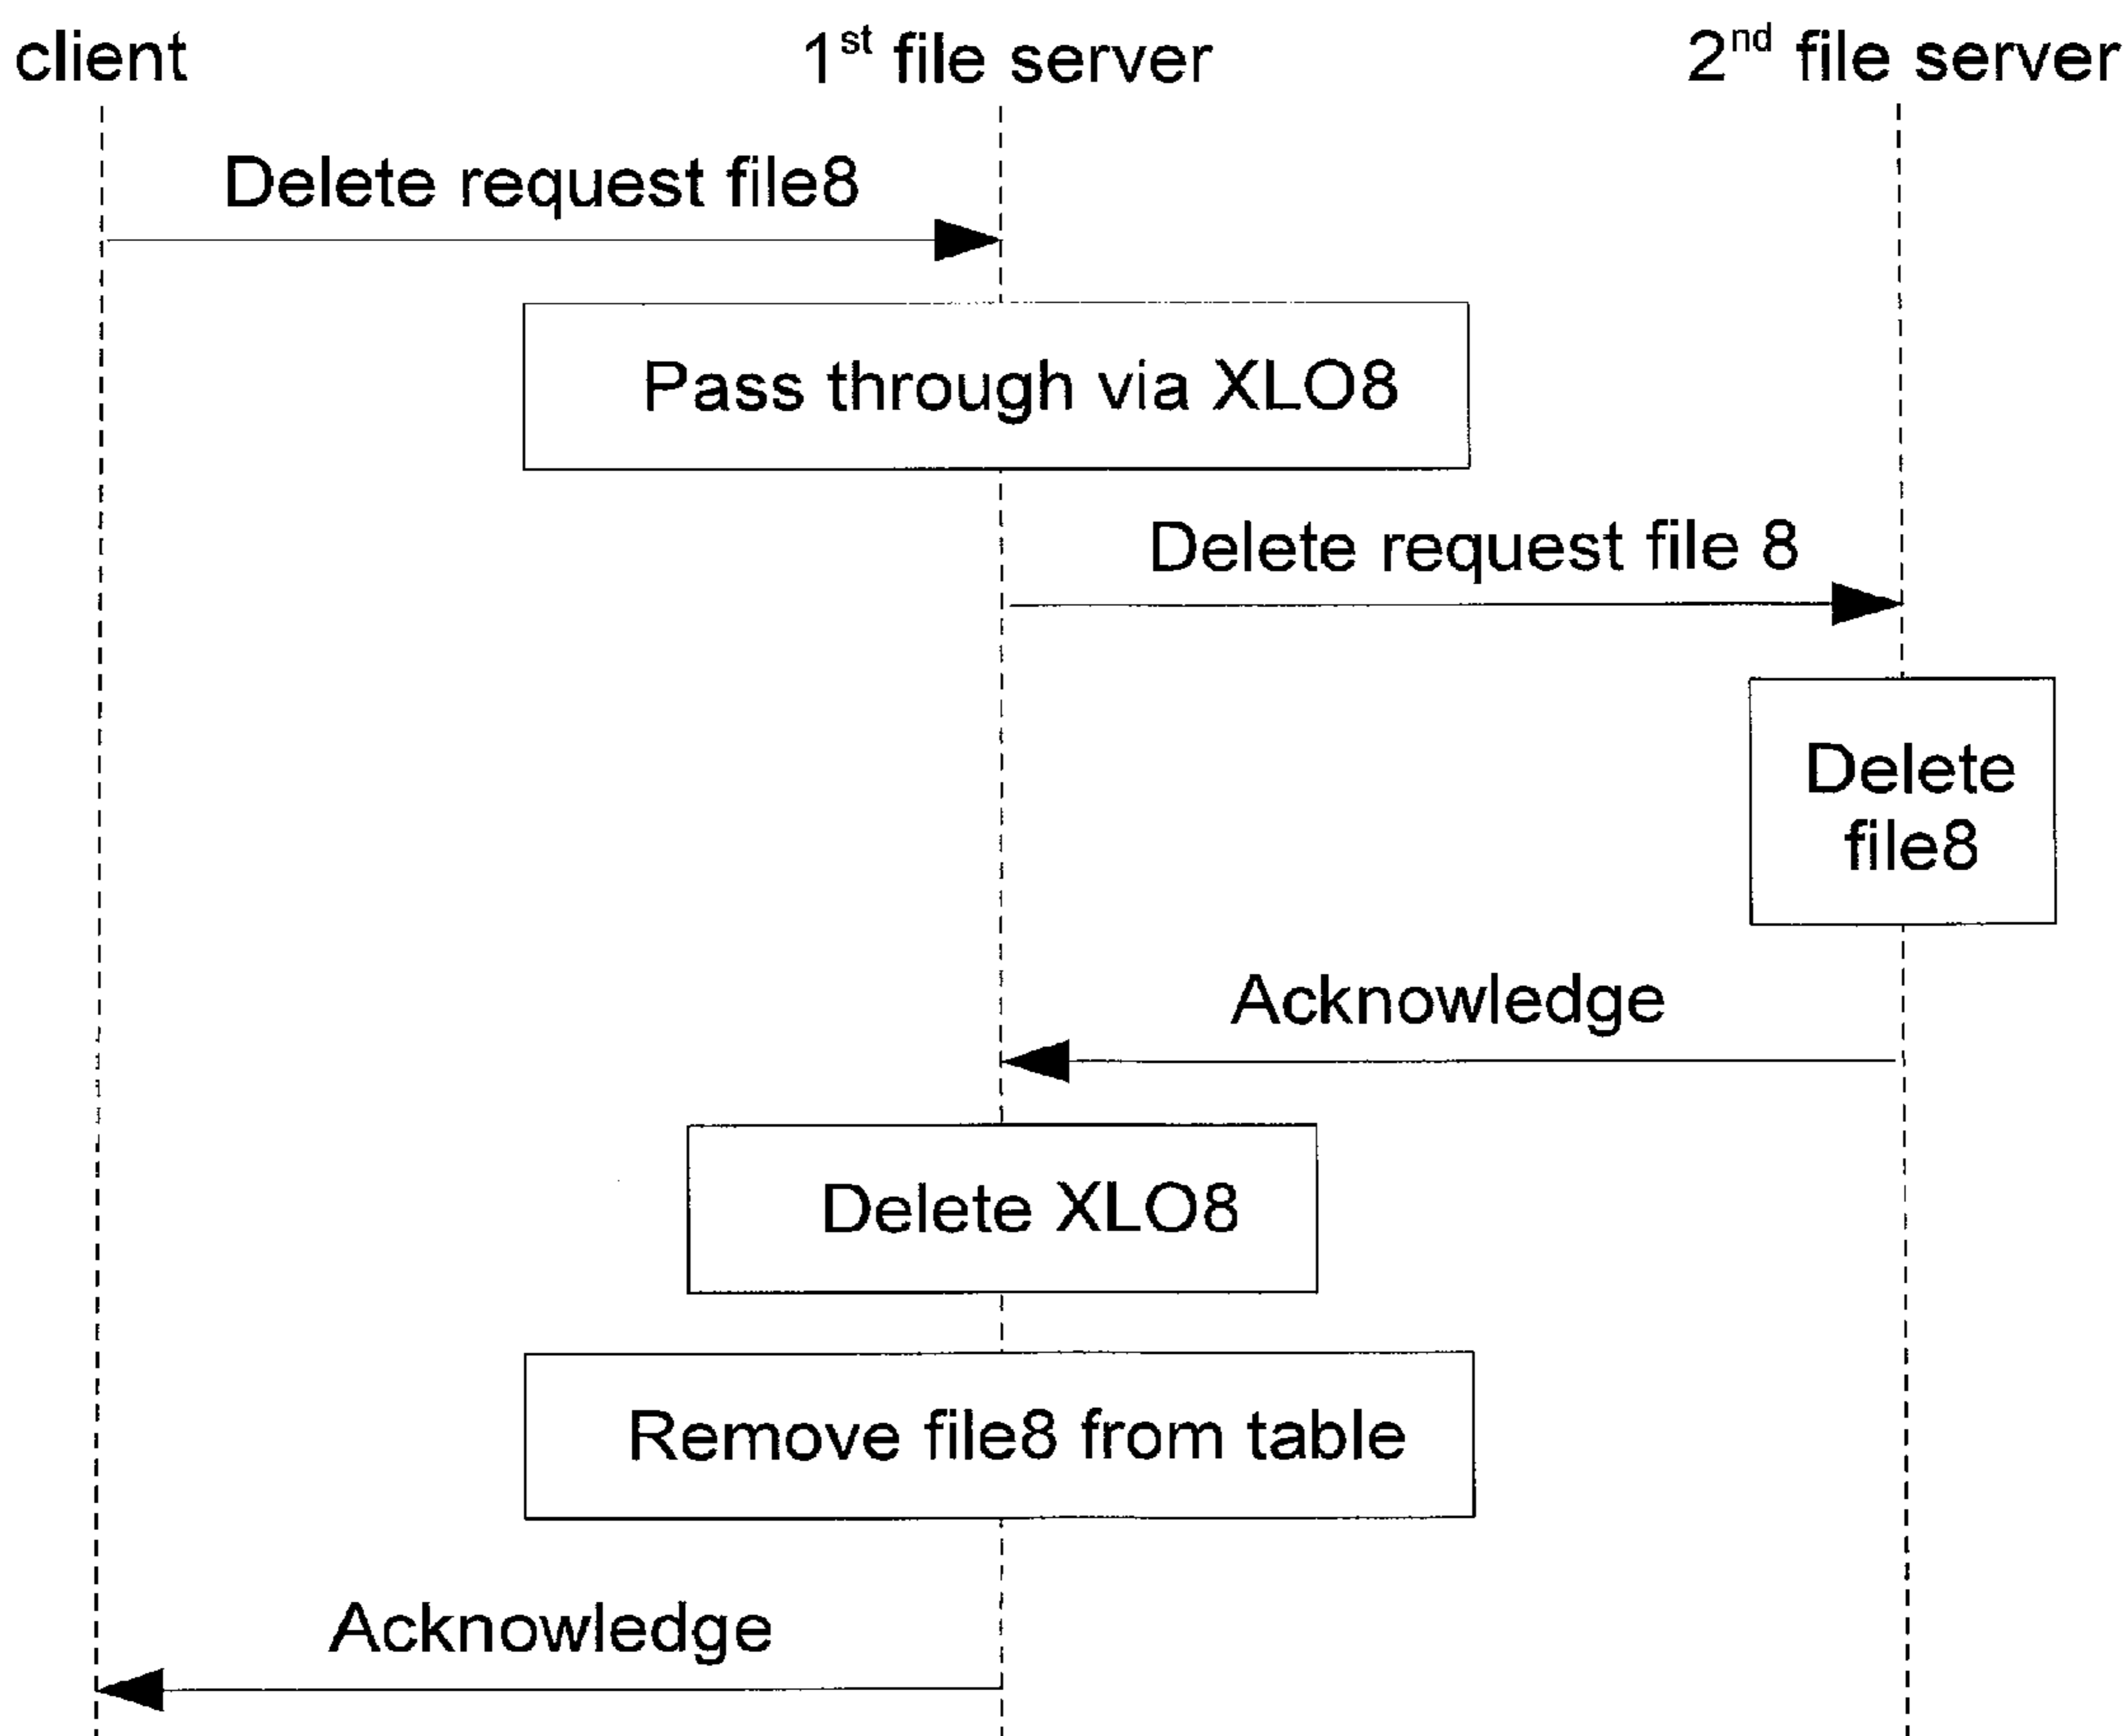 client 1st file server 2nd file server
Delete request file8
Pass through via XLO8
Delete request file 8
Delete
file8
Acknowledge
Delete XLO8
Remove file8 from table
Acknowledge